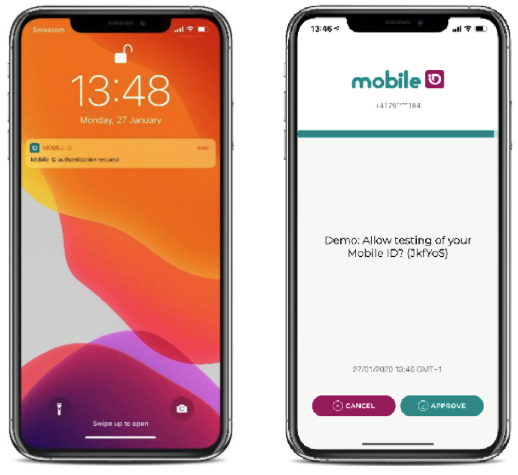 Swisscom
13:48
Monday, 27 January
MOBILE ID
Mobile ID authentication request
Swipe up to open
13:46
mobile ID
+4179****184
Demo: Allow testing of your
Mobile ID? (JkfYoS)
27/01/2020 13:46 GMT+1
CANCEL
APPROVE